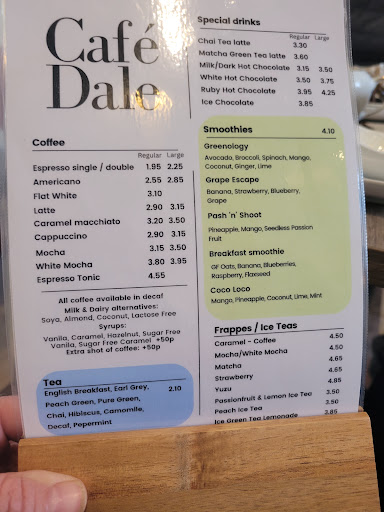 Café
Dale
Coffee
Regular Large
Espresso single / double 1.95 2.25
Americano 2.55 2.85
Flat White 3.10
Latte 2.90 3.15
Caramel macchiato 3.20 3.50
Cappuccino 2.90 3.15
Mocha 3.15 3.50
White Mocha 3.80 3.95
Espresso Tonic 4.55
All coffee available in decaf
Milk & Dairy alternatives:
Soya, Almond, Coconut, Lactose Free
Syrups:
Vanila, Caramel, Hazelnut, Sugar Free
Vanila, Sugar Free Caramel +50p
Extra shot of coffee: +50p
Tea
English Breakfast, Earl Grey, 2.10
Peach Green, Pure Green,
Chai, Hibiscus, Camomile,
Decaf, Pepermint
Special drinks
Regular Large
Chai Tea latte 3.30
Matcha Green Tea latte 3.60
Milk/Dark Hot Chocolate 3.15 3.50
White Hot Chocolate 3.50 3.75
Ruby Hot Chocolate 3.95 4.25
Ice Chocolate 3.85
Smoothies 4.10
Greenology
Avocado, Broccoli, Spinach, Mango,
Coconut, Ginger, Lime
Grape Escape
Banana, Strawberry, Blueberry,
Grape
Pash 'n' Shoot
Pineapple, Mango, Seedless Passion
Fruit
Breakfast smoothie
GF Oats, Banana, Blueberries,
Raspberry, Flaxseed
Coco Loco
Mango, Pineapple, Coconut, Lime, Mint
Frappes / Ice Teas
Caramel - Coffee 4.50
Mocha/White Mocha 4.50
Matcha 4.65
Strawberry 4.65
Yuzu 4.85
Passionfruit & Lemon Ice Tea 3.50
Peach Ice Tea 3.50
Ice Green Tea Lemonade 3.85